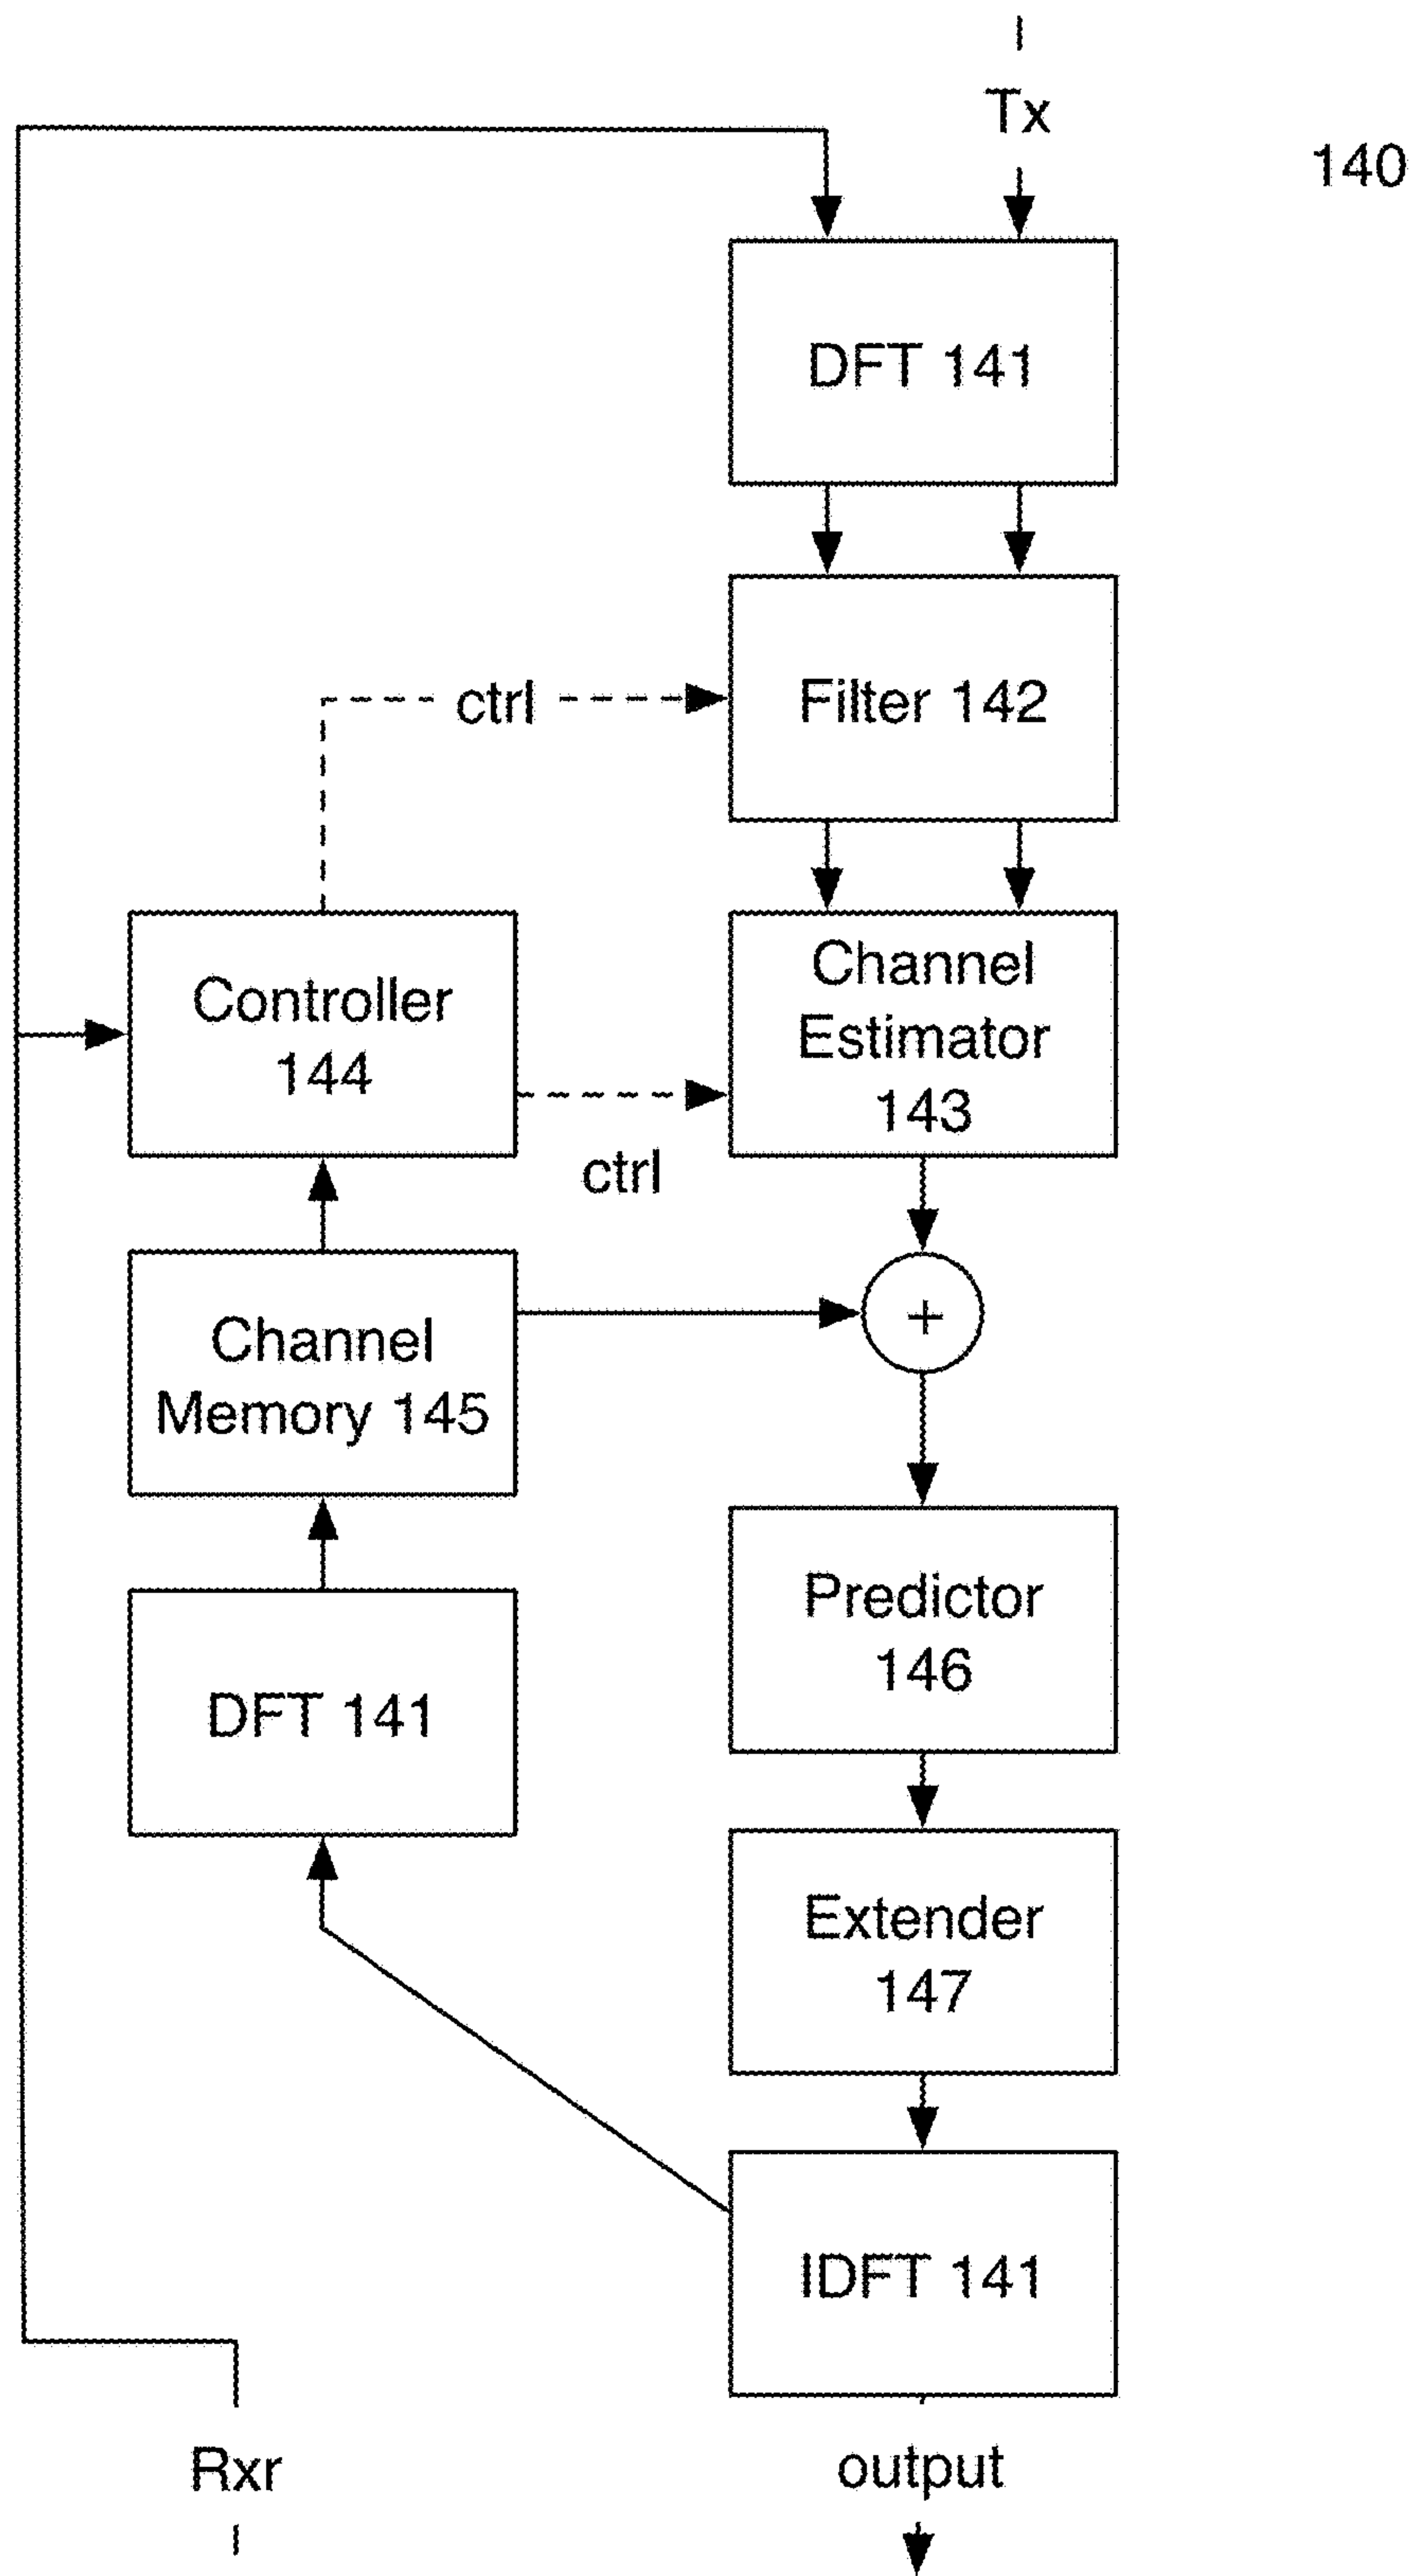 Tx
140
DFT 141
ctrl
Filter 142
Controller
144
Channel
Estimator
143
ctrl
Channel
Memory 145
+
Predictor
146
DFT 141
Extender
147
IDFT 141
Rxr
output